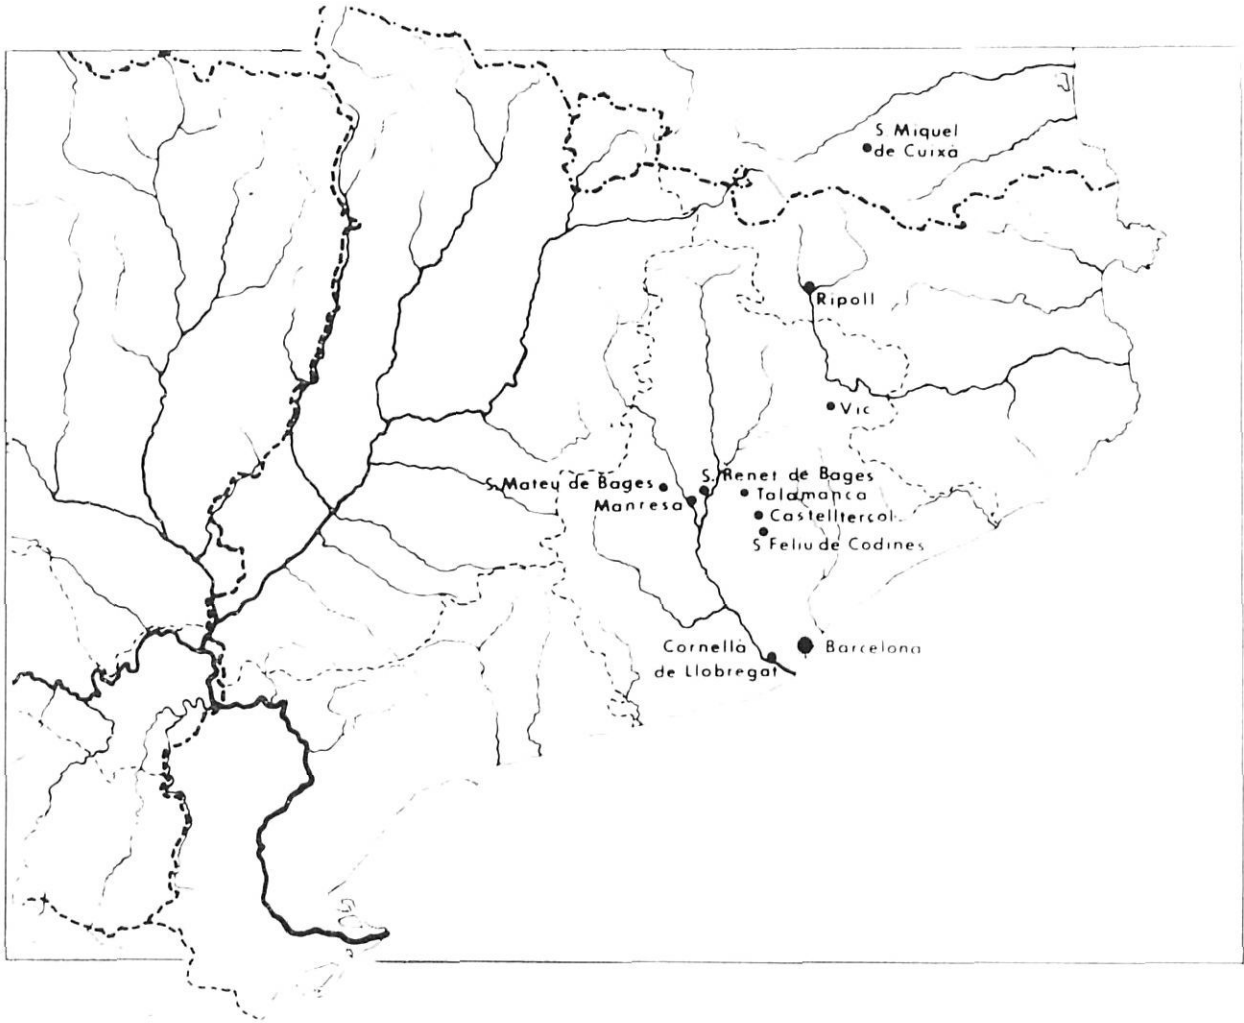 S Miquel
de Cuixà
Ripoll
Vic
S. Mateu de Bages
S. Benet de Bages
Manresa
Talamanca
Castellterçol
S Feliu de Codines
Cornellà
de Llobregat
Barcelona